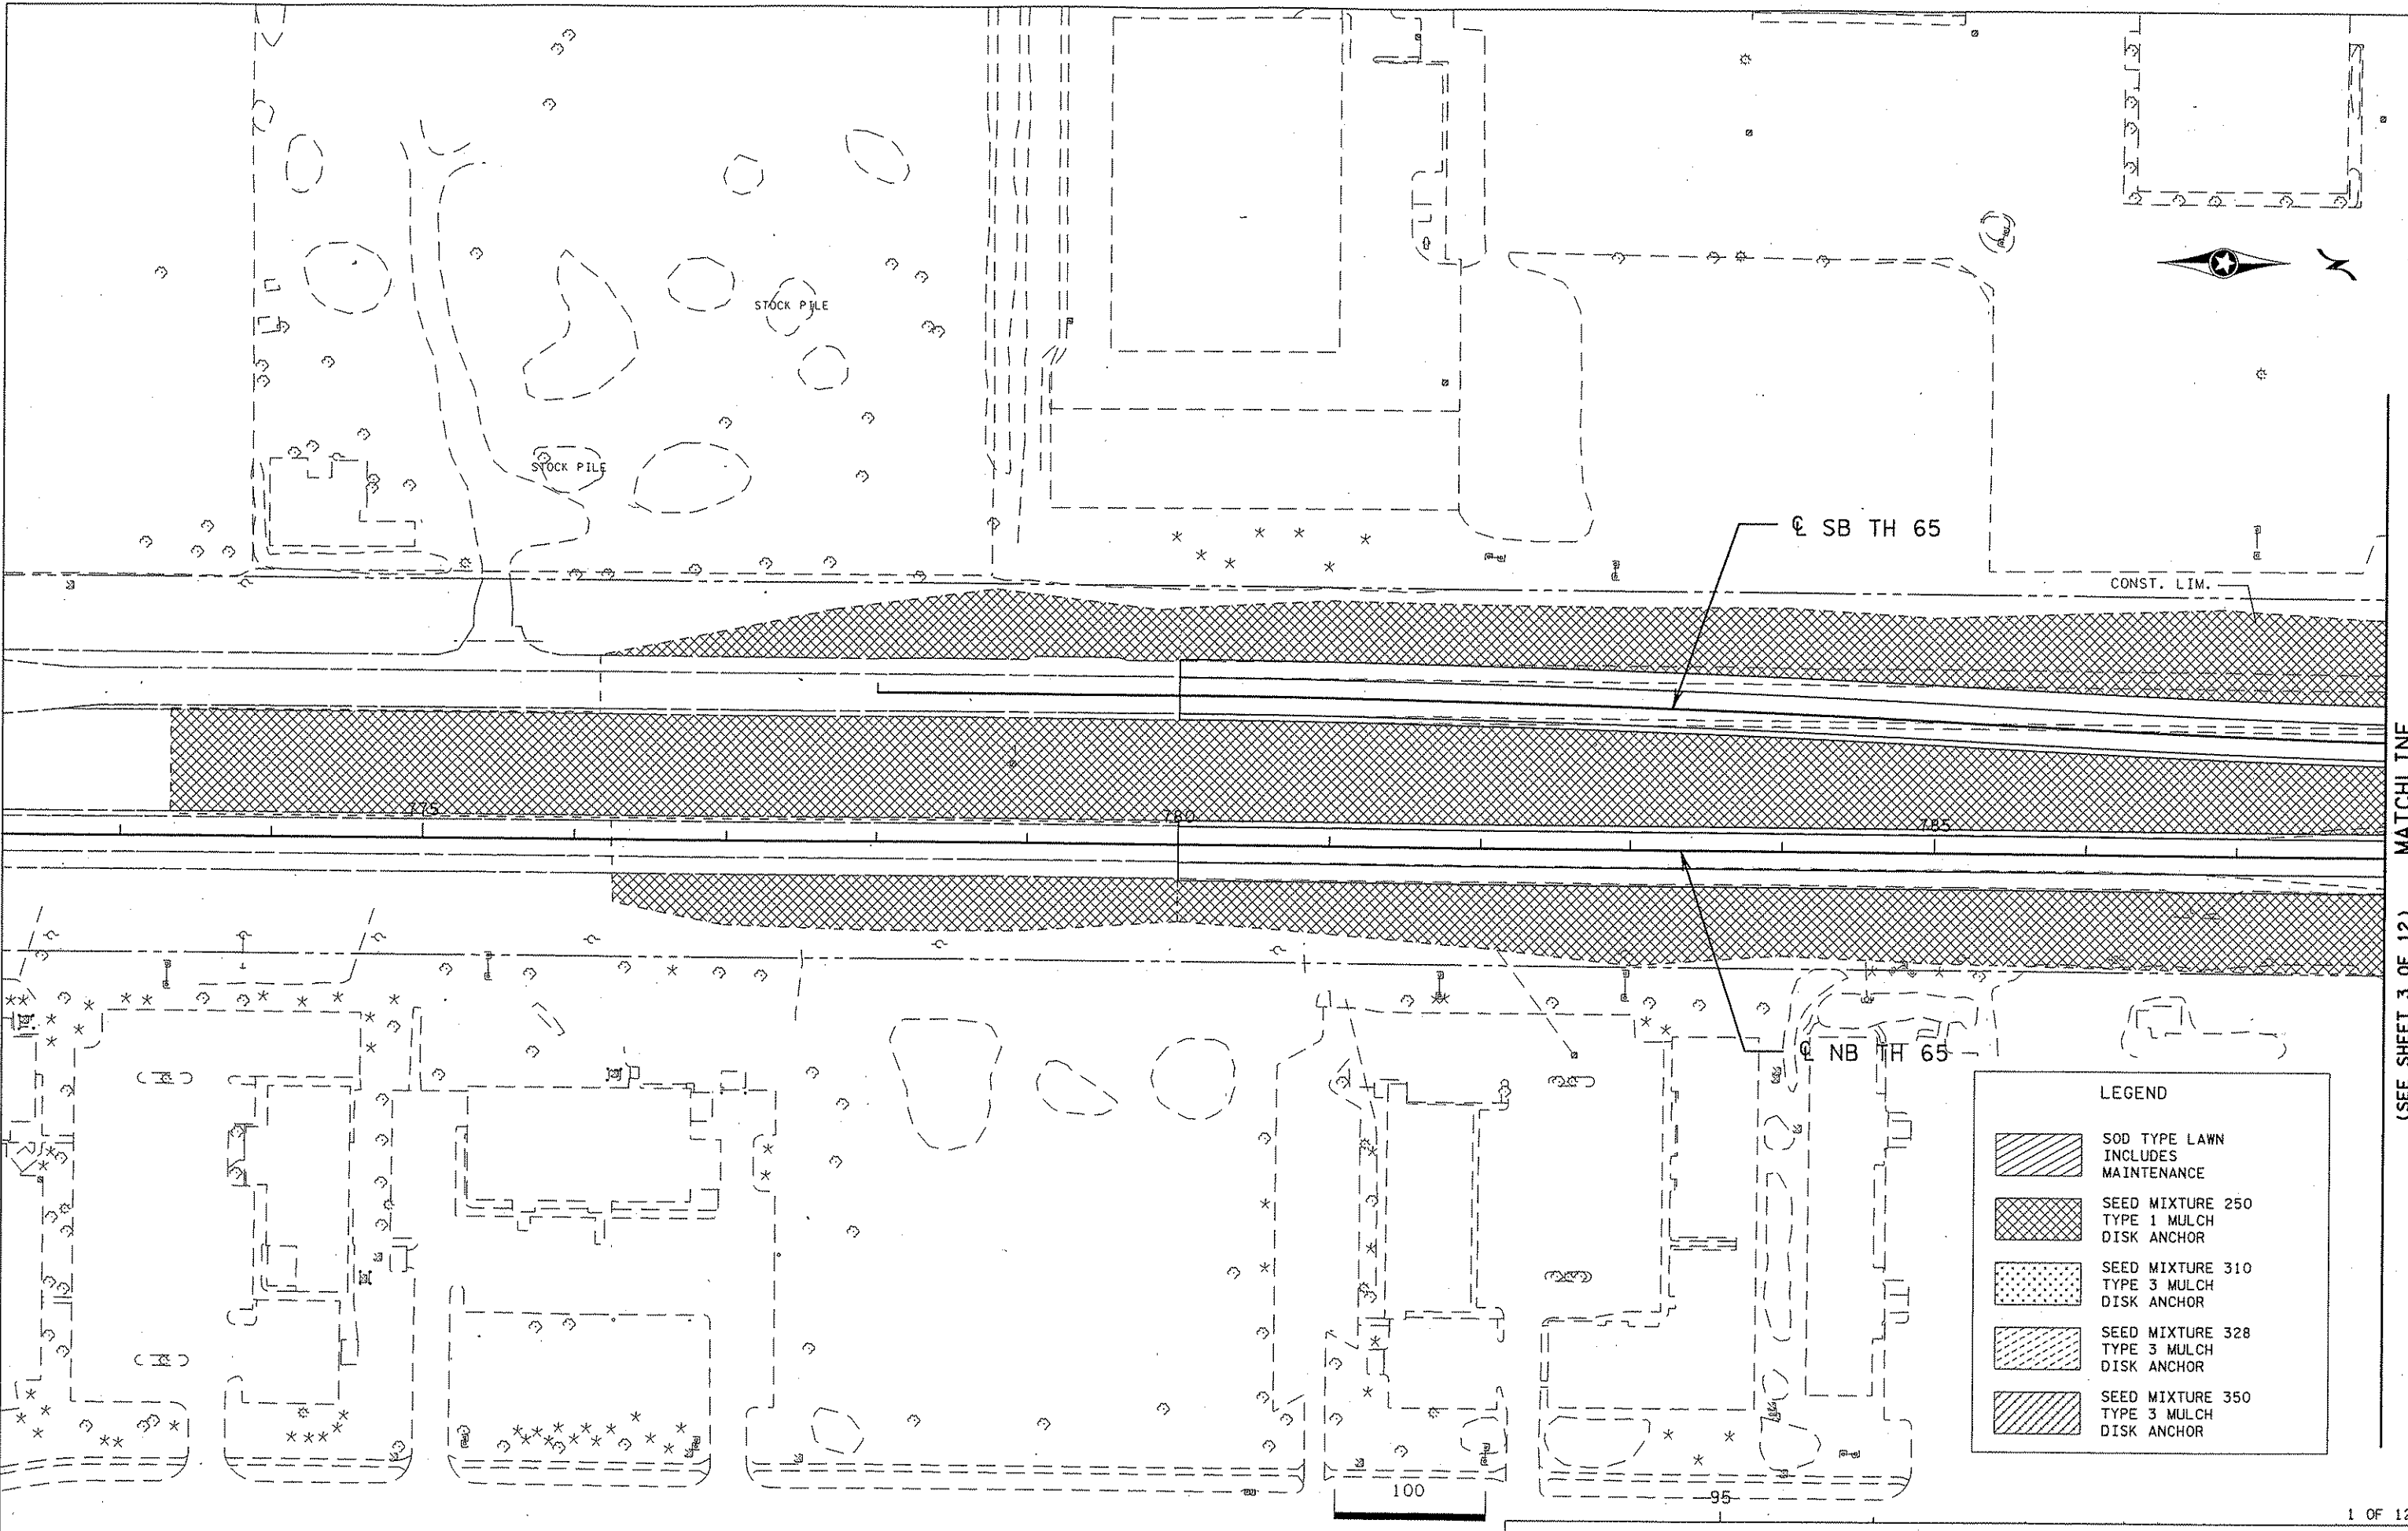 STOCK PILE
STOCK PILE
℄ SB TH 65
CONST. LIM.
775
780
785
MATCHLINE
(SEE SHEET 3 OF 12)
℄ NB TH 65
LEGEND
SOD TYPE LAWN
INCLUDES
MAINTENANCE
SEED MIXTURE 250
TYPE 1 MULCH
DISK ANCHOR
SEED MIXTURE 310
TYPE 3 MULCH
DISK ANCHOR
SEED MIXTURE 328
TYPE 3 MULCH
DISK ANCHOR
SEED MIXTURE 350
TYPE 3 MULCH
DISK ANCHOR
100
95
1 OF 12
N